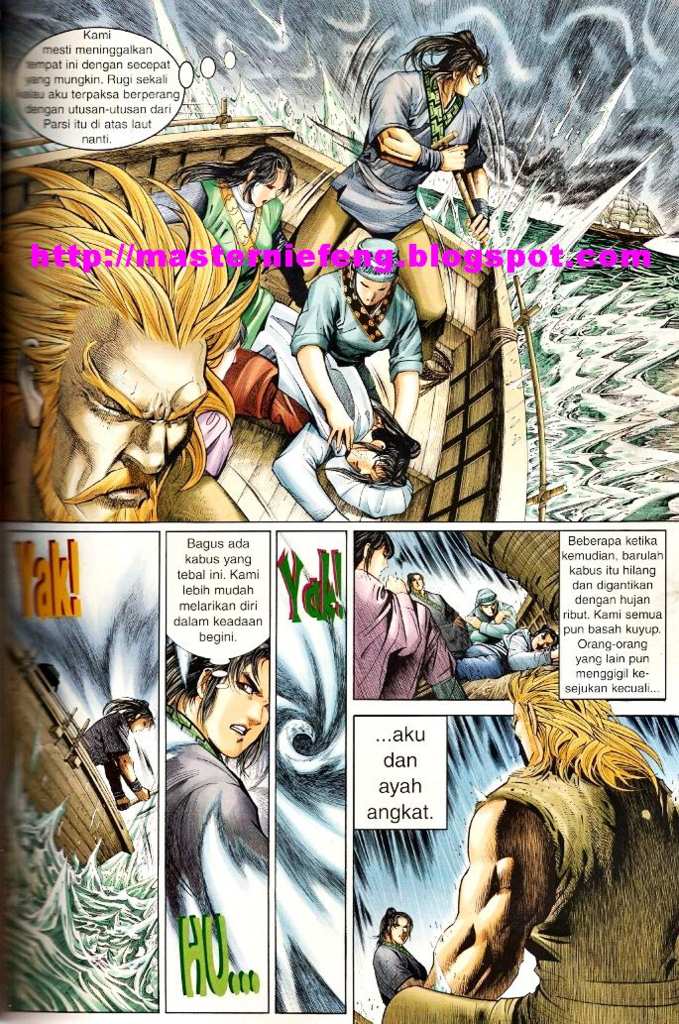 Kami
mesti meninggalkan
tempat ini dengan secepat
yang mungkin. Rugi sekali
kalau aku terpaksa berperang
dengan utusan-utusan dari
Parsi itu di atas laut
nanti.
http://masterniefeng.blogspot.com
Yak!
Bagus ada
kabus yang
tebal ini. Kami
lebih mudah
melarikan diri
dalam keadaan
begini.
HU....
Yak!
Beberapa ketika
kemudian, barulah
kabus itu hilang
dan digantikan
dengan hujan
ribut. Kami semua
pun basah kuyup.
Orang-orang
yang lain pun
menggigil ke-
sejukan kecuali...
...aku
dan
ayah
angkat.